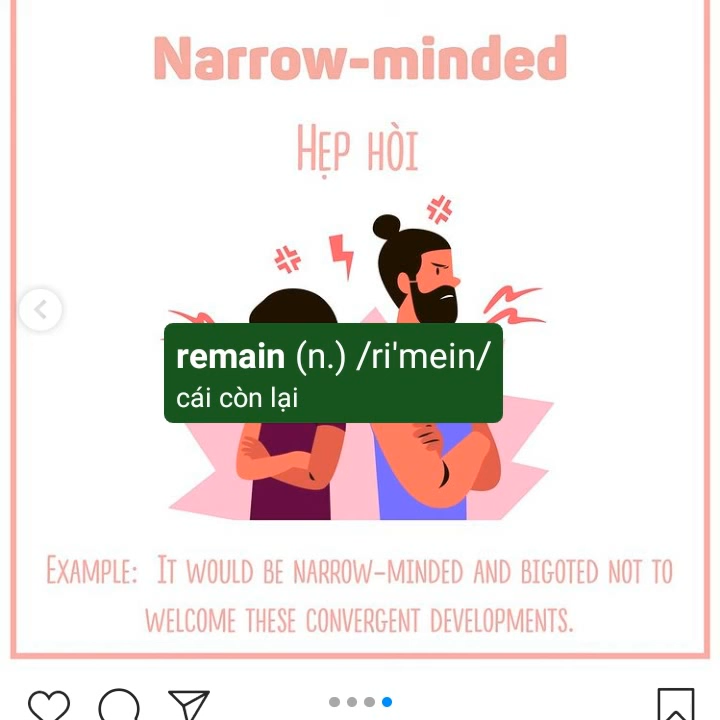 Narrow-minded
HẸP HÒI
remain (n.) /ri'mein/
cái còn lại
EXAMPLE: IT WOULD BE NARROW-MINDED AND BIGOTED NOT TO
WELCOME THESE CONVERGENT DEVELOPMENTS.